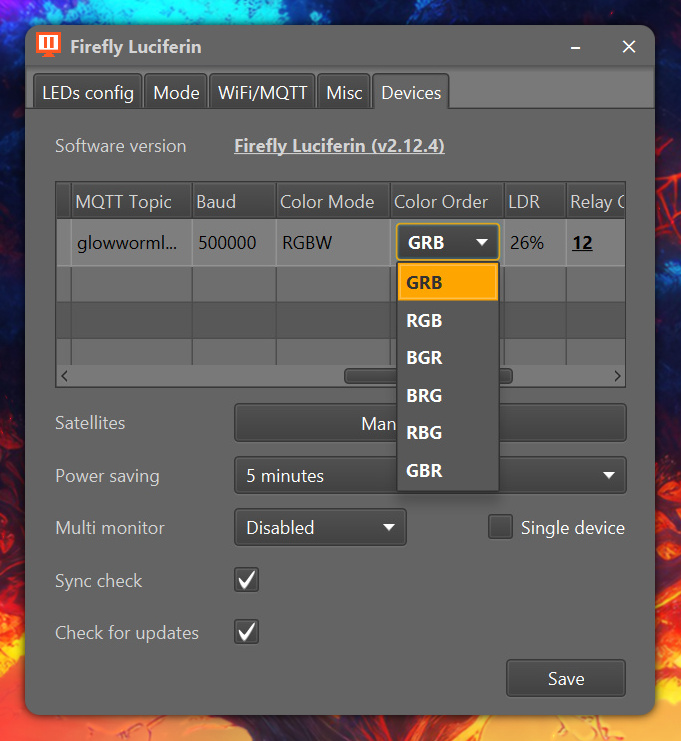 Firefly Luciferin
LEDs config Mode WiFi/MQTT Misc Devices
Software version Firefly Luciferin (v2.12.4)
MQTT Topic Baud Color Mode Color Order LDR Relay
glowworml... 500000 RGBW GRB 26% 12
GRB
RGB
BGR
BRG
RBG
GBR
Satellites Man
Power saving 5 minutes
Multi monitor Disabled Single device
Sync check
Check for updates
Save